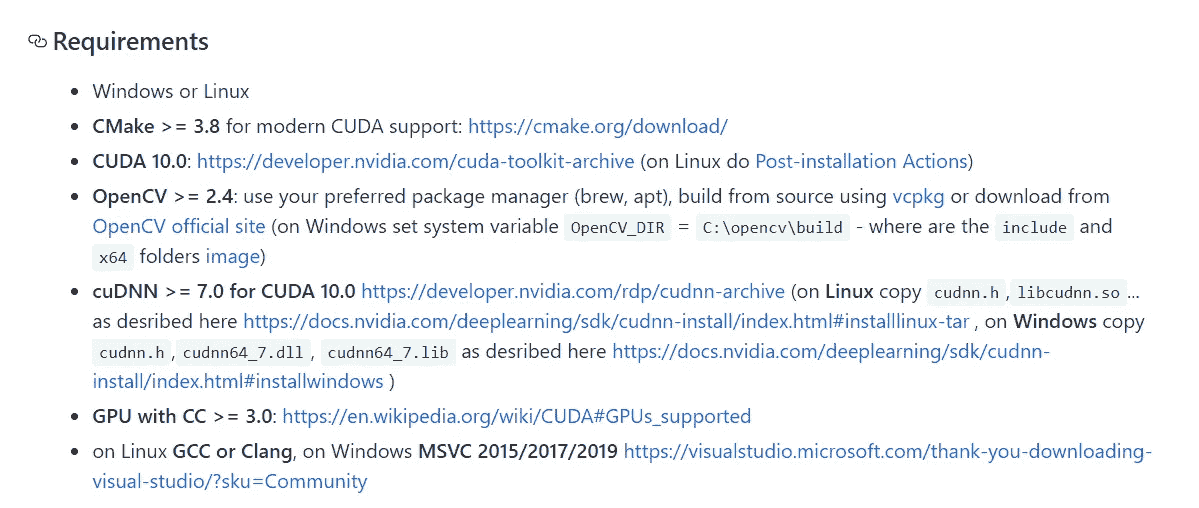 Requirements
• Windows or Linux
• CMake >= 3.8 for modern CUDA support: https://cmake.org/download/
• CUDA 10.0: https://developer.nvidia.com/cuda-toolkit-archive (on Linux do Post-installation Actions)
• OpenCV >= 2.4: use your preferred package manager (brew, apt), build from source using vcpkg or download from
OpenCV official site (on Windows set system variable OpenCV_DIR = C:\opencv\build - where are the include and
x64 folders image)
• cuDNN >= 7.0 for CUDA 10.0 https://developer.nvidia.com/rdp/cudnn-archive (on Linux copy cudnn.h, libcudnn.so...
as desribed here https://docs.nvidia.com/deeplearning/sdk/cudnn-install/index.html#installlinux-tar , on Windows copy
cudnn.h, cudnn64_7.dll, cudnn64_7.lib as desribed here https://docs.nvidia.com/deeplearning/sdk/cudnn-
install/index.html#installwindows )
• GPU with CC >= 3.0: https://en.wikipedia.org/wiki/CUDA#GPUs_supported
• on Linux GCC or Clang, on Windows MSVC 2015/2017/2019 https://visualstudio.microsoft.com/thank-you-downloading-
visual-studio/?sku=Community